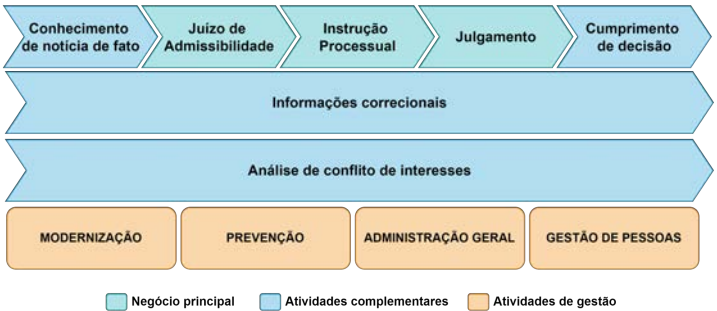 Conhecimento
de notícia de fato
Juízo de
Admissibilidade
Instrução
Processual
Julgamento
Cumprimento
de decisão
Informações correcionais
Análise de conflito de interesses
MODERNIZAÇÃO
PREVENÇÃO
ADMINISTRAÇÃO GERAL
GESTÃO DE PESSOAS
Negócio principal
Atividades complementares
Atividades de gestão